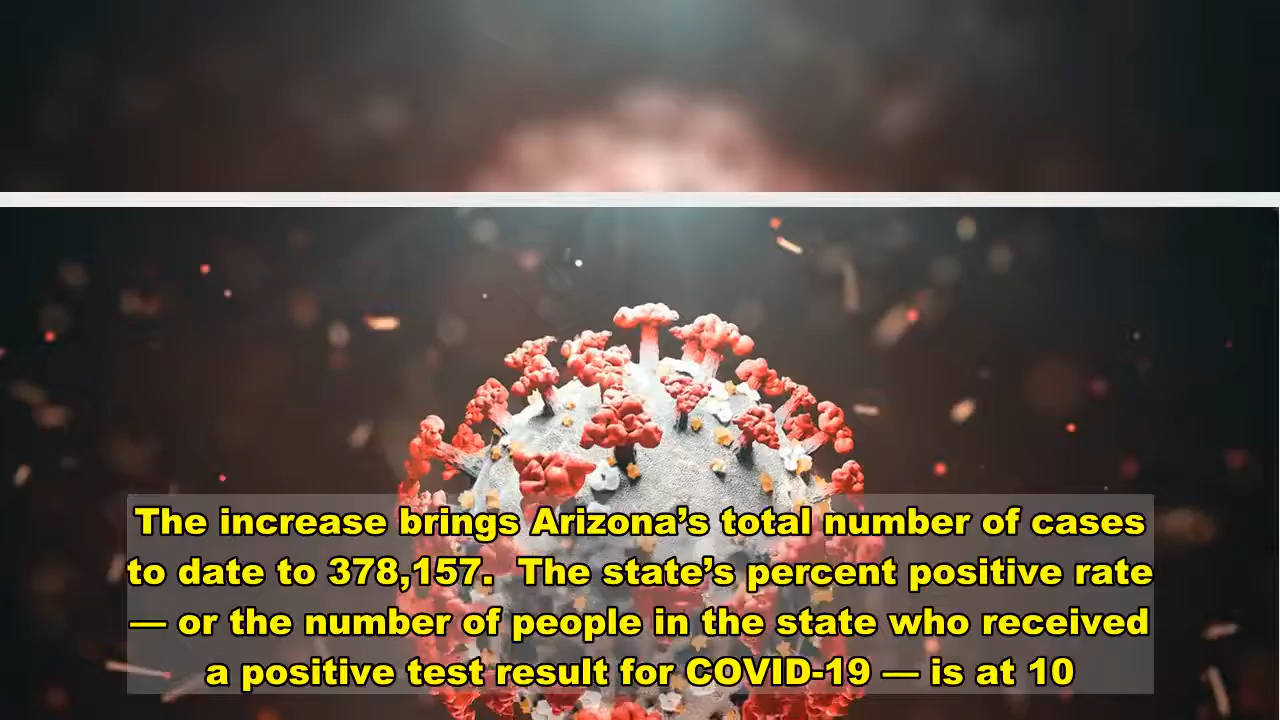 The increase brings Arizona’s total number of cases
to date to 378,157.  The state’s percent positive rate
— or the number of people in the state who received
a positive test result for COVID-19 — is at 10